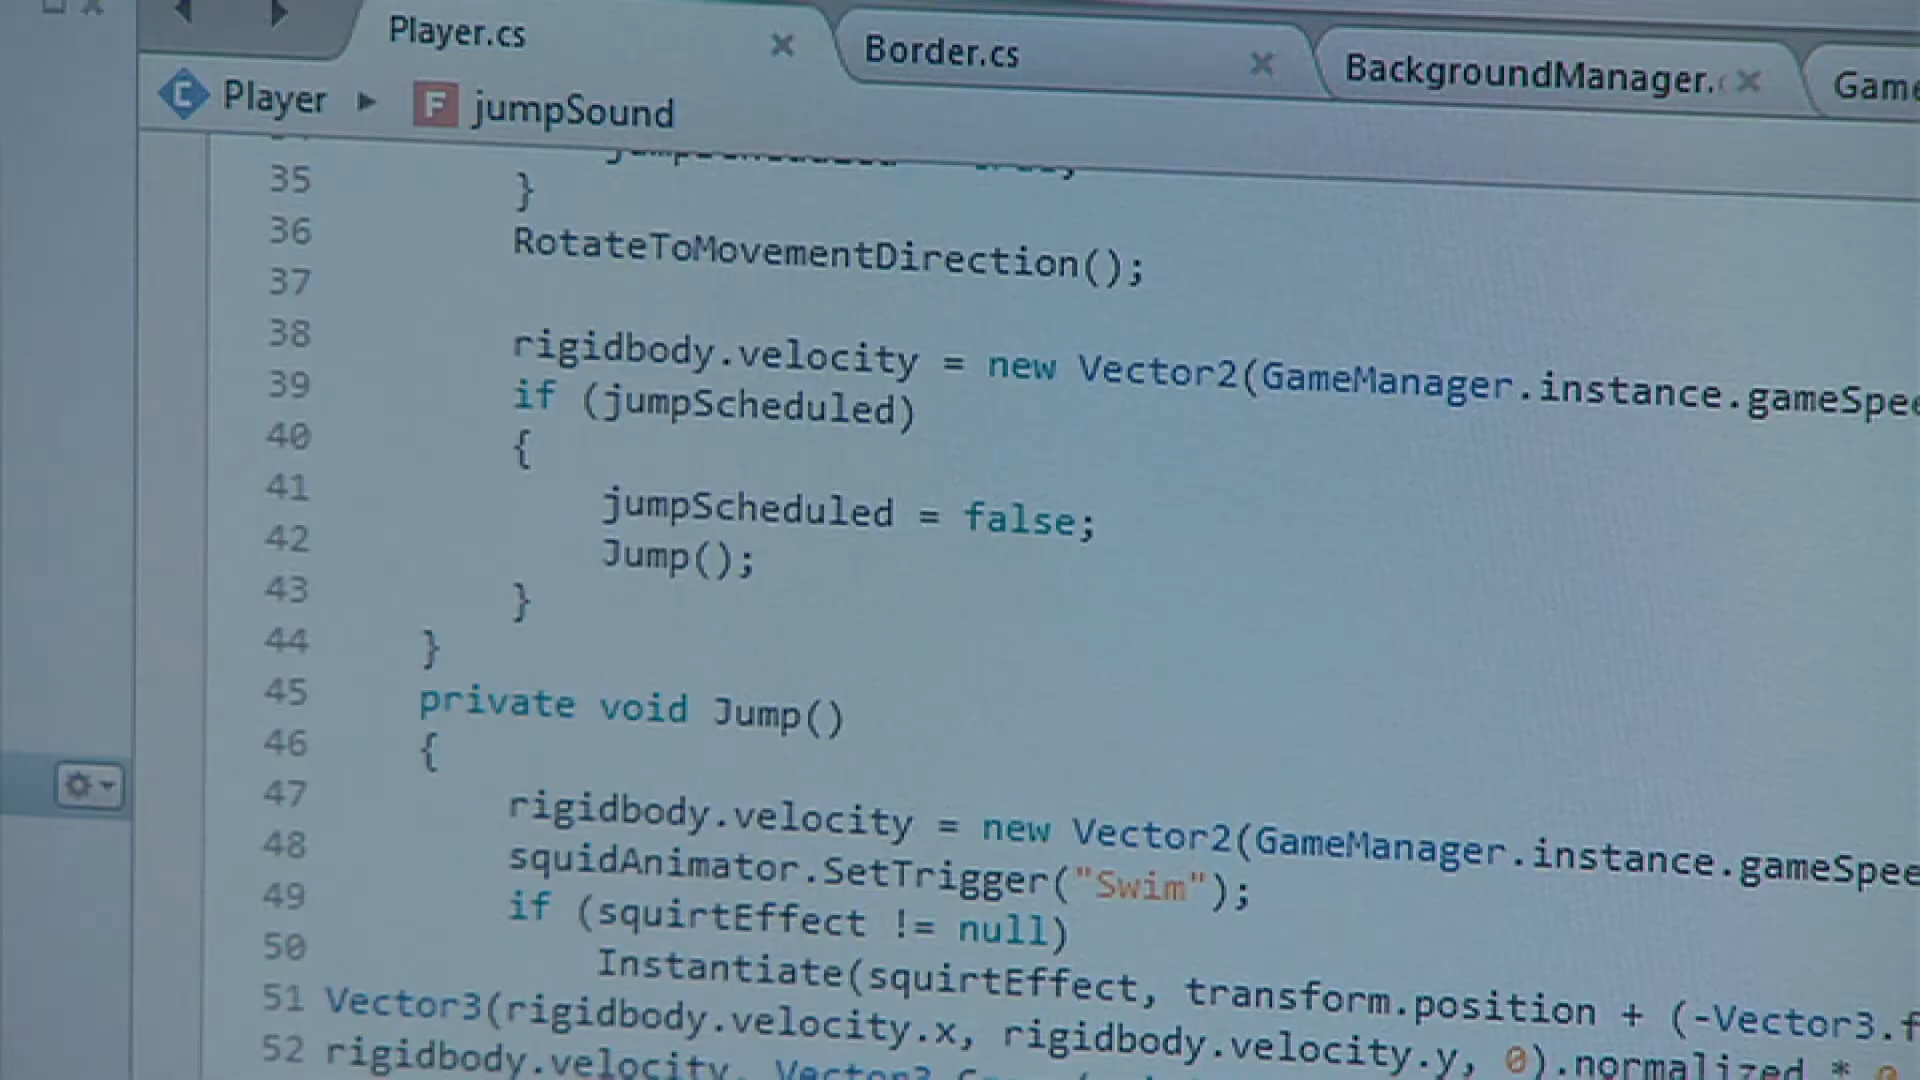 Player.cs
Border.cs
BackgroundManager.
Game
Player
F jumpSound
35 }
36 RotateToMovementDirection();
37
38 rigidbody.velocity = new Vector2(GameManager.instance.gameSpee
39 if (jumpScheduled)
40 {
41 jumpScheduled = false;
42 Jump();
43 }
44 }
45 private void Jump()
46 {
47 rigidbody.velocity = new Vector2(GameManager.instance.gameSpee
48 squidAnimator.SetTrigger("Swim");
49 if (squirtEffect != null)
50 Instantiate(squirtEffect, transform.position + (-Vector3.f
51 Vector3(rigidbody.velocity.x, rigidbody.velocity.y, 0).normalized *
52 rigidbody.velocity,